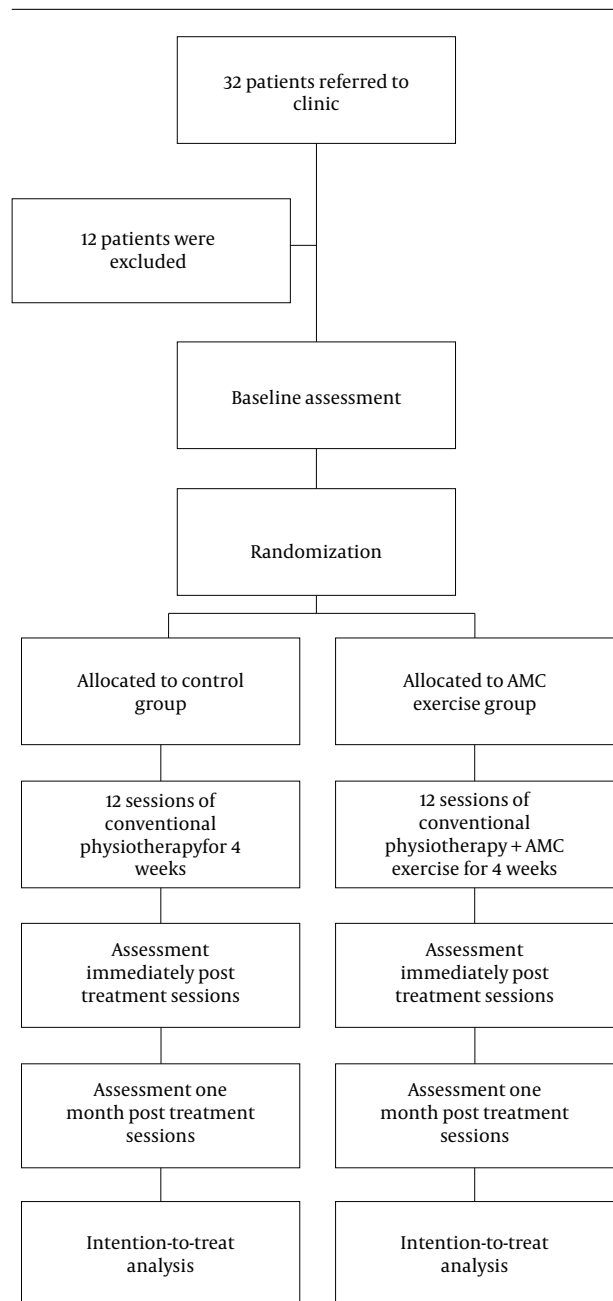 32 patients referred to
clinic
12 patients were
excluded
Baseline assessment
Randomization
Allocated to control
group
Allocated to AMC
exercise group
12 sessions of
conventional
physiotherapyfor 4
weeks
12 sessions of
conventional
physiotherapy + AMC
exercise for 4 weeks
Assessment
immediately post
treatment sessions
Assessment
immediately post
treatment sessions
Assessment one
month post treatment
sessions
Assessment one
month post treatment
sessions
Intention-to-treat
analysis
Intention-to-treat
analysis